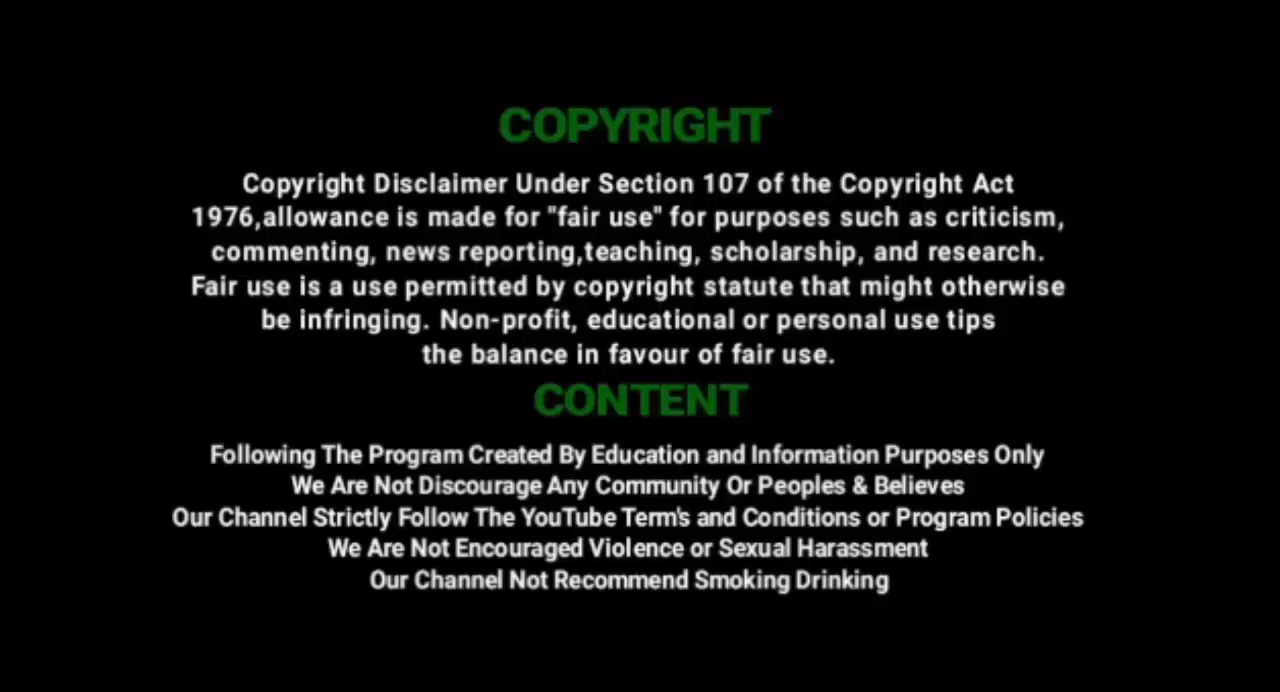 COPYRIGHT
Copyright Disclaimer Under Section 107 of the Copyright Act
1976,allowance is made for "fair use" for purposes such as criticism,
commenting, news reporting,teaching, scholarship, and research.
Fair use is a use permitted by copyright statute that might otherwise
be infringing. Non-profit, educational or personal use tips
the balance in favour of fair use.
CONTENT
Following The Program Created By Education and Information Purposes Only
We Are Not Discourage Any Community Or Peoples & Believes
Our Channel Strictly Follow The YouTube Term's and Conditions or Program Policies
We Are Not Encouraged Violence or Sexual Harassment
Our Channel Not Recommend Smoking Drinking